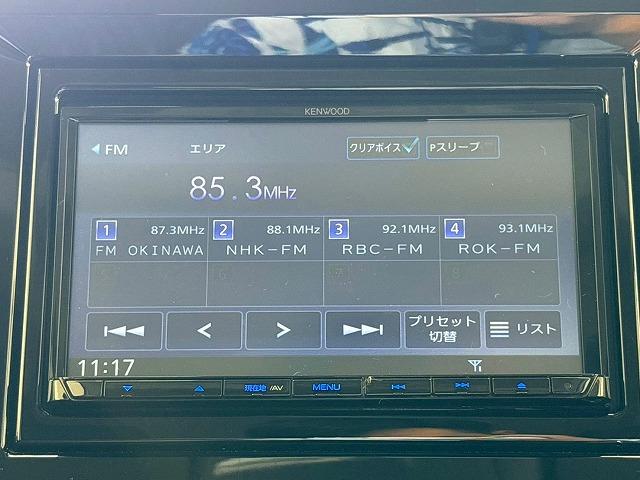 KENWOOD
FM エリア クリアボイス Pスリープ
85.3MHz
1 87.3MHz 2 88.1MHz 3 92.1MHz 4 93.1MHz
FM OKINAWA NHK-FM RBC-FM ROK-FM
プリセット
切替 リスト
11:17
現在地/AV MENU